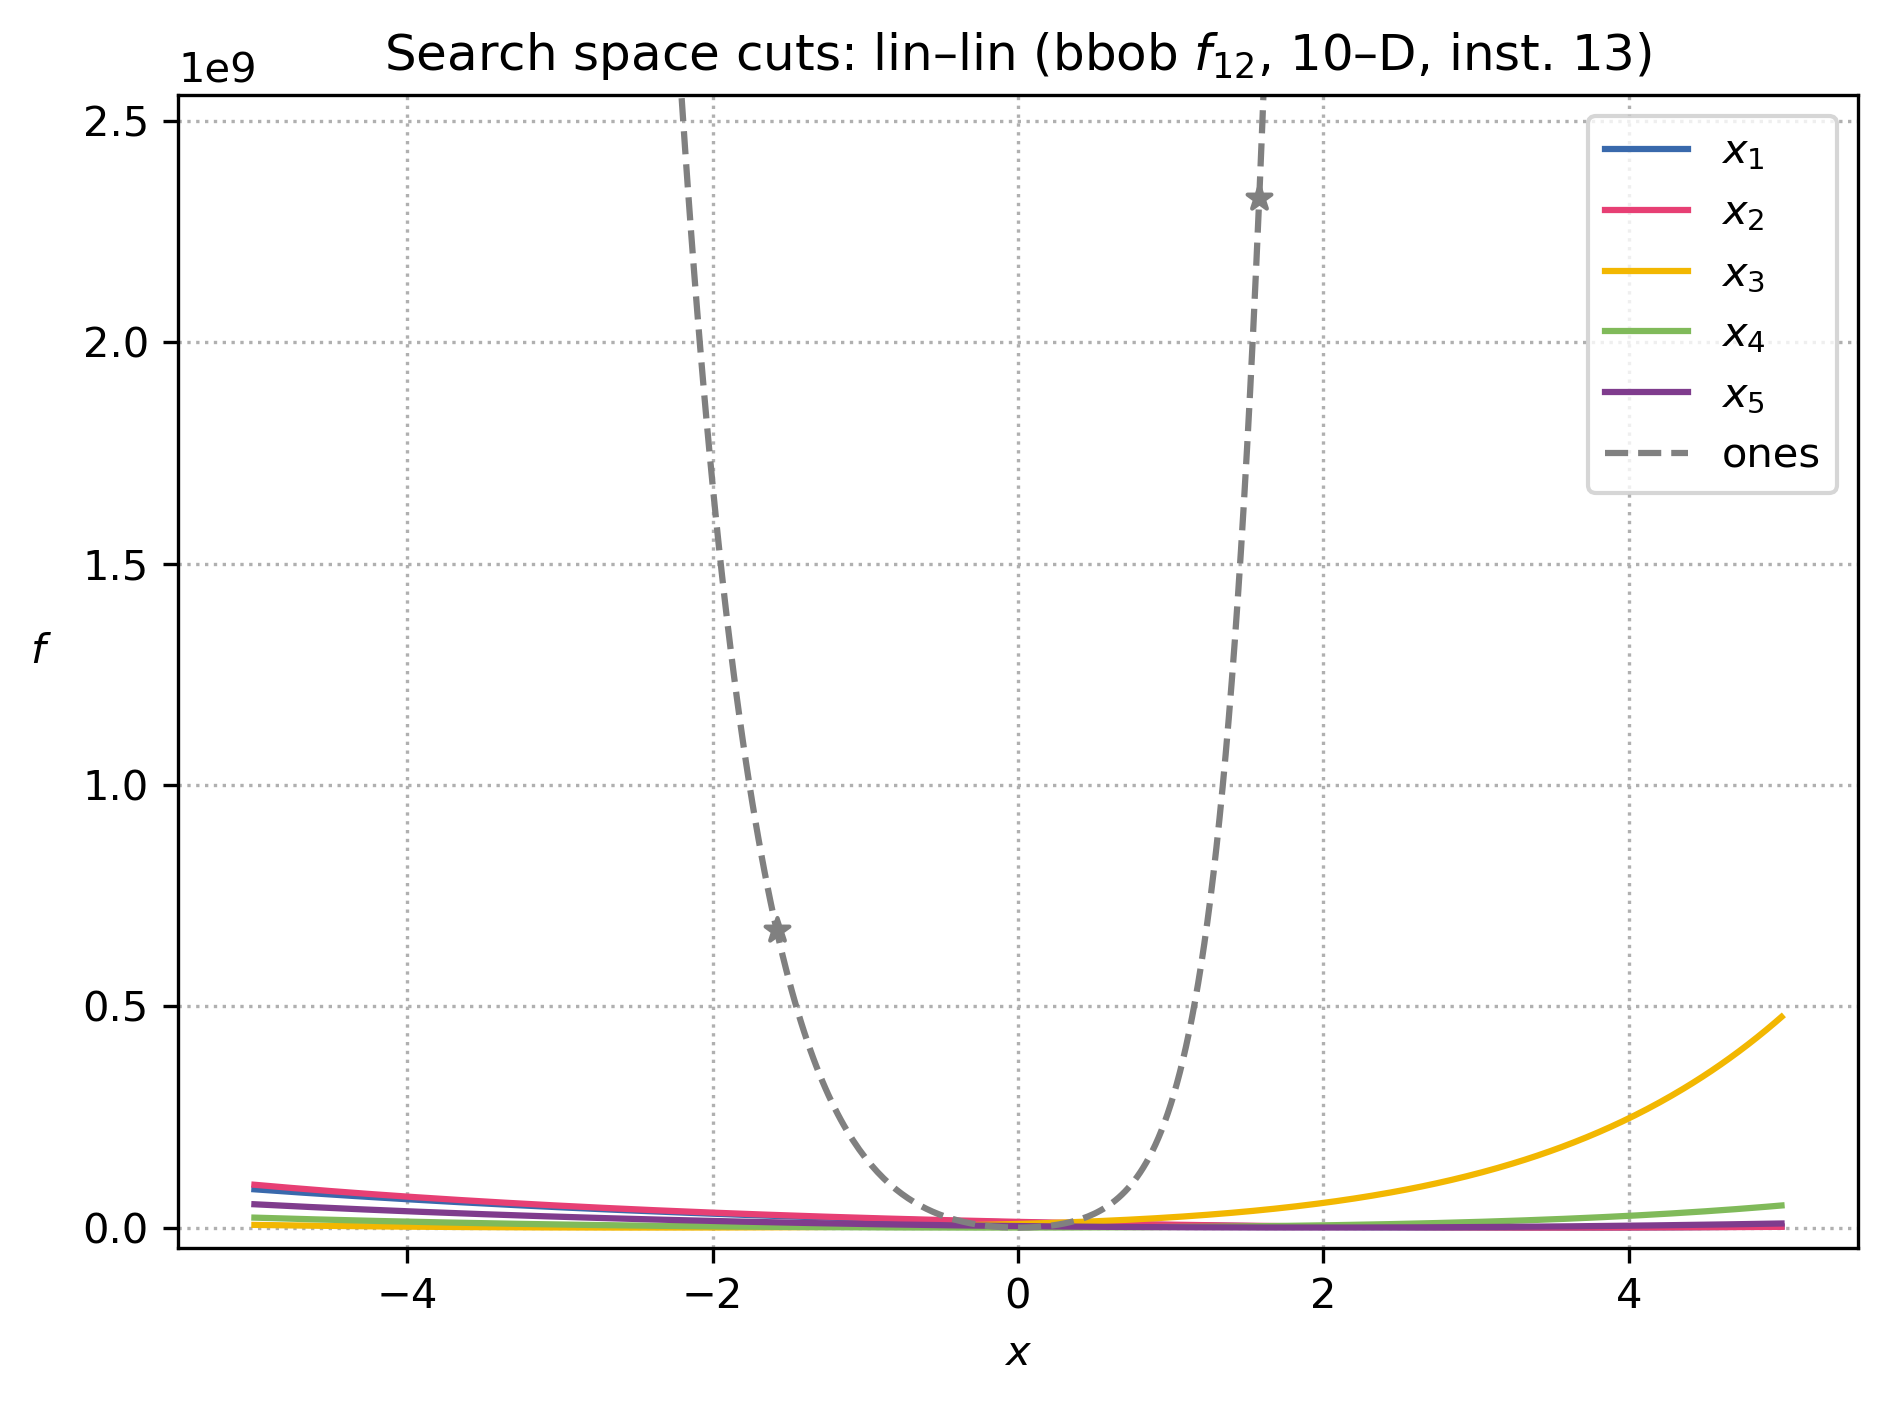 Search space cuts: lin–lin (bbob f₁₂, 10–D, inst. 13)
1e9
2.5
2.0
1.5
1.0
0.5
0.0
f
−4
−2
0
2
4
x
x₁
x₂
x₃
x₄
x₅
ones